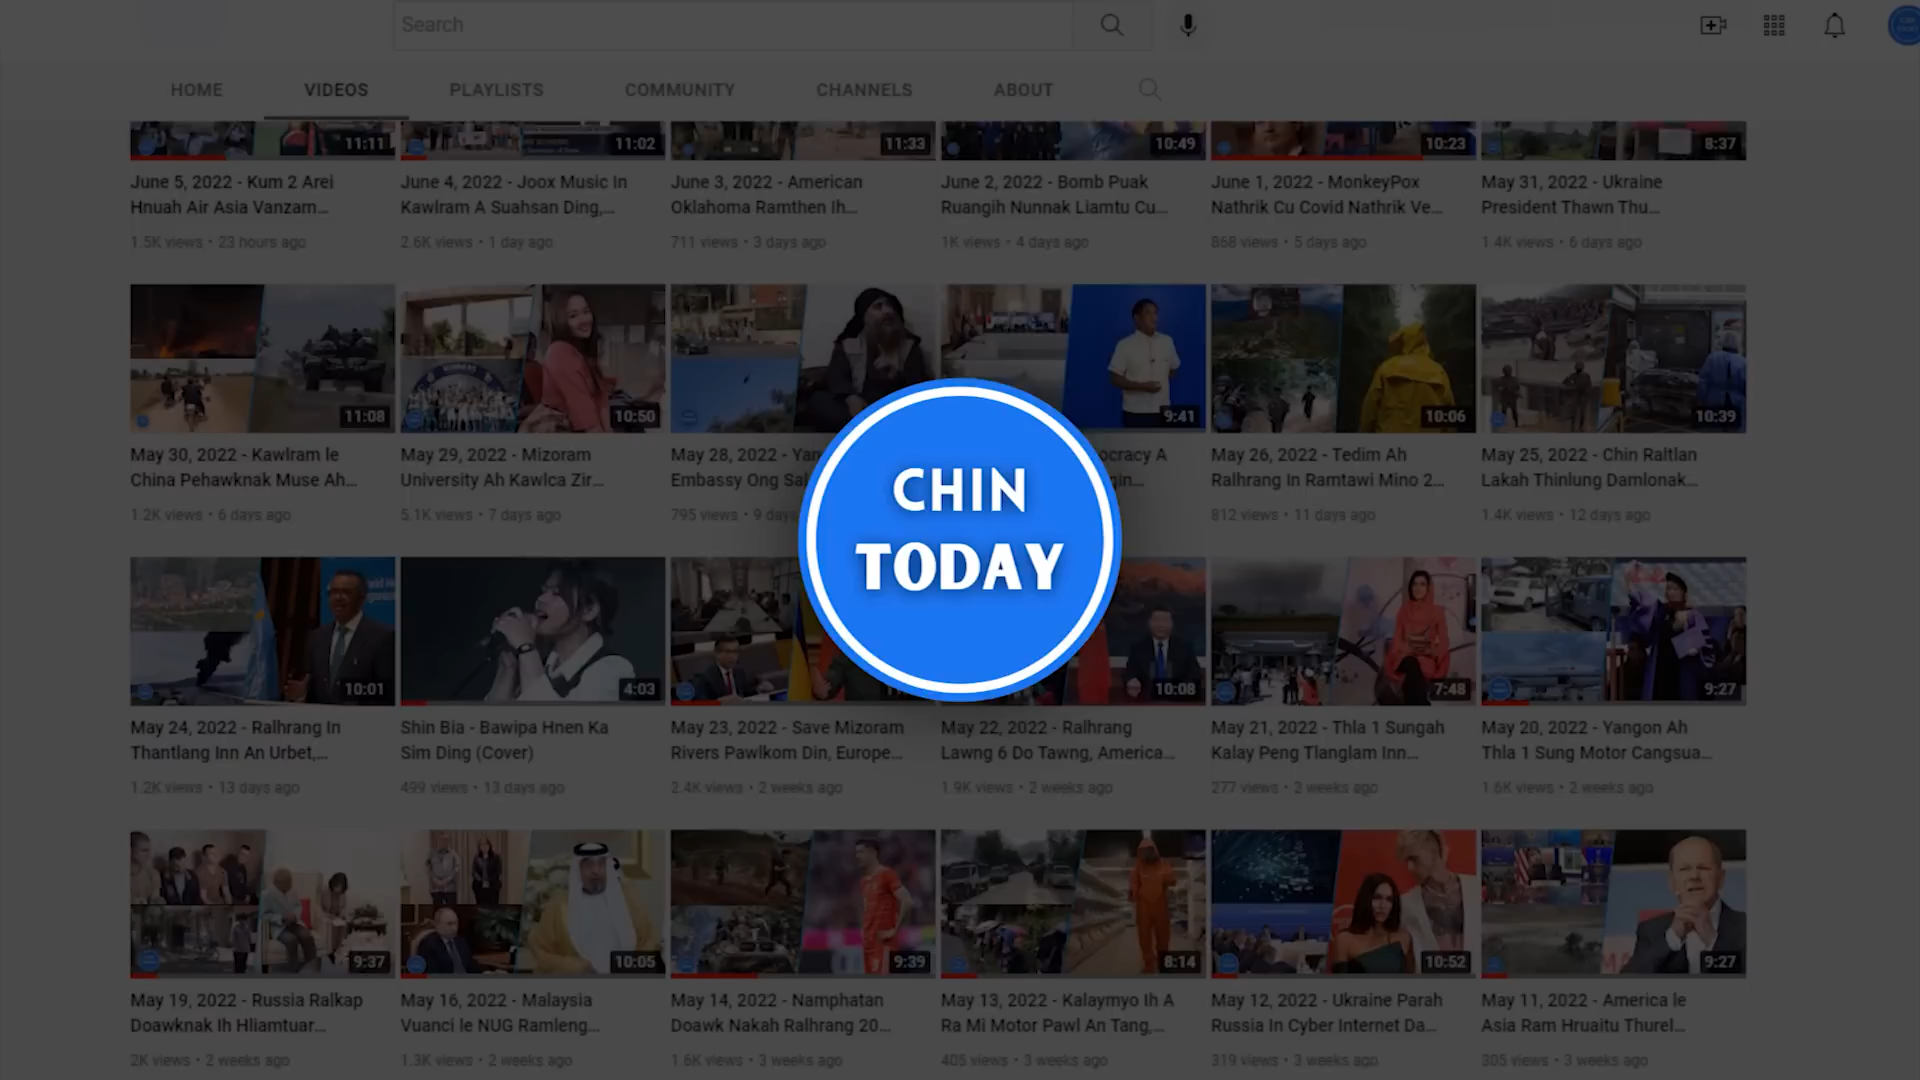 Search
HOME VIDEOS PLAYLISTS COMMUNITY CHANNELS ABOUT
11:11 11:02 11:33 10:49 10:23 8:37
June 5, 2022 - Kum 2 Arei
Hnuah Air Asia Vanzam...
1.5K views • 23 hours ago
June 4, 2022 - Joox Music In
Kawlram A Suahsan Ding,...
2.6K views • 1 day ago
June 3, 2022 - American
Oklahoma Ramthen Ih...
711 views • 3 days ago
June 2, 2022 - Bomb Puak
Ruangih Nunnak Liamtu Cu...
1K views • 4 days ago
June 1, 2022 - MonkeyPox
Nathrik Cu Covid Nathrik Ve...
868 views • 5 days ago
May 31, 2022 - Ukraine
President Thawn Thu...
1.4K views • 6 days ago
11:08 10:50 9:41 10:06 10:39
May 30, 2022 - Kawlram le
China Pehawknak Muse Ah...
1.2K views • 6 days ago
May 29, 2022 - Mizoram
University Ah Kawlca Zir...
5.1K views • 7 days ago
May 28, 2022 -
Embassy Ong
795 views • 9 days
May 26, 2022 - Tedim Ah
Ralhrang In Ramtawi Mino 2...
812 views • 11 days ago
May 25, 2022 - Chin Raltlan
Lakah Thinlung Damlonak...
1.4K views • 12 days ago
CHIN
TODAY
10:01 4:03 10:08 7:48 9:27
May 24, 2022 - Ralhrang In
Thantlang Inn An Urbet,...
1.2K views • 13 days ago
Shin Bia - Bawipa Hnen Ka
Sim Ding (Cover)
499 views • 13 days ago
May 23, 2022 - Save Mizoram
Rivers Pawlkom Din, Europe...
2.4K views • 2 weeks ago
May 22, 2022 - Ralhrang
Lawng 6 Do Tawng, America...
1.9K views • 2 weeks ago
May 21, 2022 - Thla 1 Sungah
Kalay Peng Tlanglam Inn...
277 views • 2 weeks ago
May 20, 2022 - Yangon Ah
Thla 1 Sung Motor Cangsua...
1.6K views • 2 weeks ago
9:37 10:05 9:39 8:14 10:52 9:27
May 19, 2022 - Russia Ralkap
Doawknak Ih Hliamtuar...
2K views • 2 weeks ago
May 16, 2022 - Malaysia
Vuanci le NUG Ramleng...
1.3K views • 2 weeks ago
May 14, 2022 - Namphatan
Doawk Nakah Ralhrang 20...
1.6K views • 3 weeks ago
May 13, 2022 - Kalaymyo Ih A
Ra Mi Motor Pawl An Tang,...
405 views • 3 weeks ago
May 12, 2022 - Ukraine Parah
Russia In Cyber Internet Da...
319 views • 3 weeks ago
May 11, 2022 - America le
Asia Ram Hruaitu Thurel...
305 views • 3 weeks ago